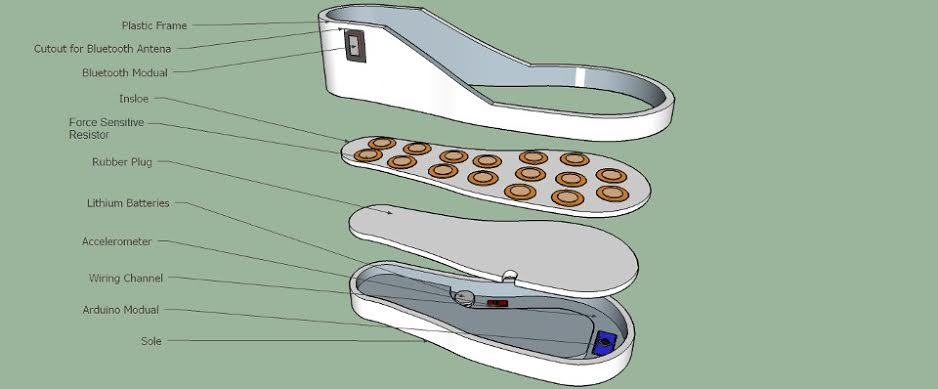 Plastic Frame
Cutout for Bluetooth Antena
Bluetooth Modual
Insloe
Force Sensitive
Resistor
Rubber Plug
Lithium Batteries
Accelerometer
Wiring Channel
Arduino Modual
Sole